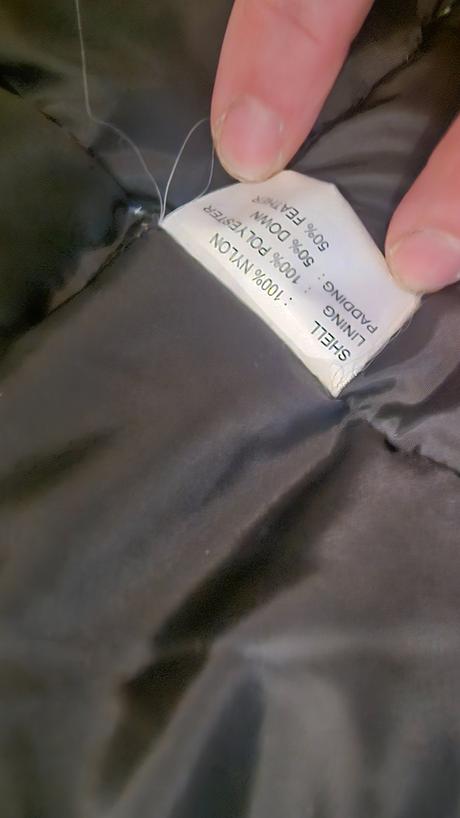 SHELL : 100% NYLON
LINING : 100% POLYESTER
PADDING : 50% DOWN
50% FEATHER